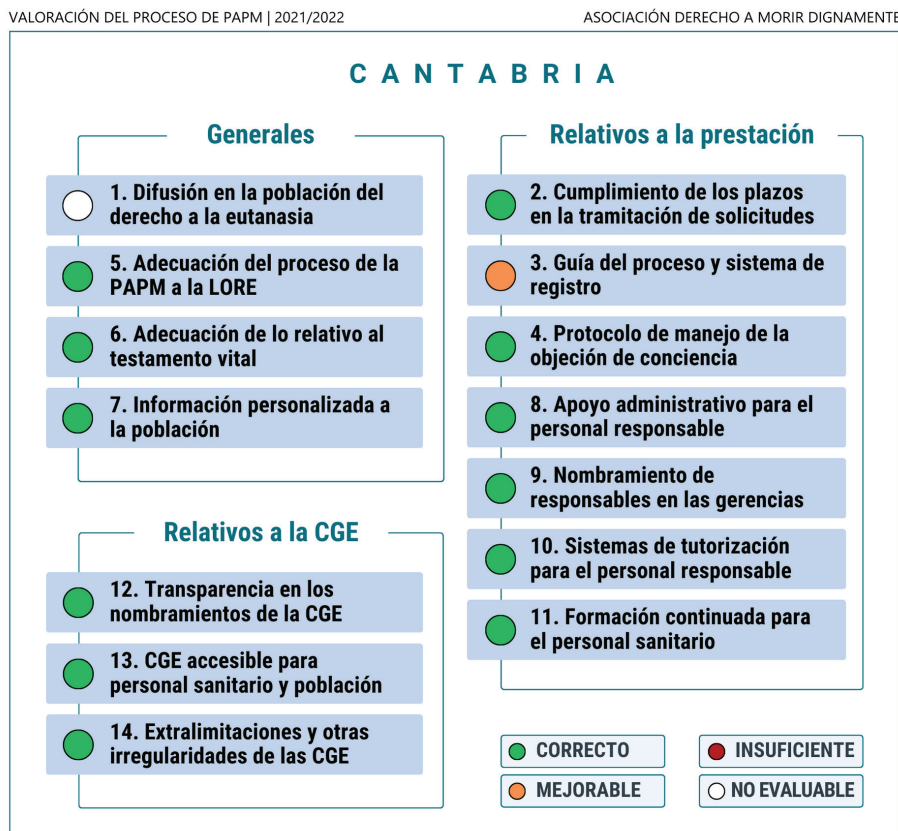 VALORACIÓN DEL PROCESO DE PAPM | 2021/2022
ASOCIACIÓN DERECHO A MORIR DIGNAMENTE
CANTABRIA
Generales
1. Difusión en la población del
derecho a la eutanasia
5. Adecuación del proceso de la
PAPM a la LORE
6. Adecuación de lo relativo al
testamento vital
7. Información personalizada a
la población
Relativos a la CGE
12. Transparencia en los
nombramientos de la CGE
13. CGE accesible para
personal sanitario y población
14. Extralimitaciones y otras
irregularidades de las CGE
Relativos a la prestación
2. Cumplimiento de los plazos
en la tramitación de solicitudes
3. Guía del proceso y sistema de
registro
4. Protocolo de manejo de la
objeción de conciencia
8. Apoyo administrativo para el
personal responsable
9. Nombramiento de
responsables en las gerencias
10. Sistemas de tutorización
para el personal responsable
11. Formación continuada para
el personal sanitario
CORRECTO
INSUFICIENTE
MEJORABLE
NO EVALUABLE